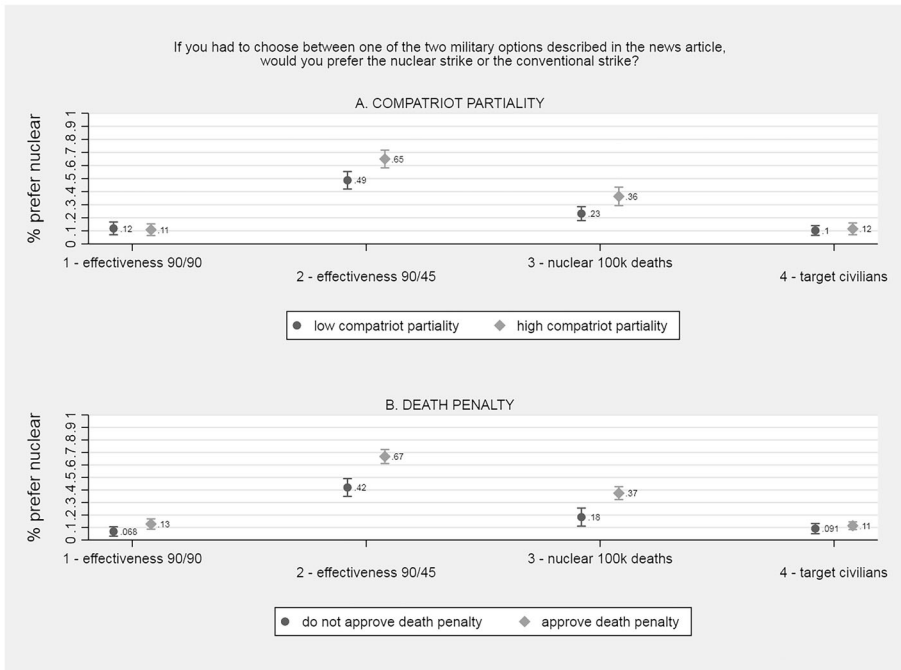 If you had to choose between one of the two military options described in the news article,
would you prefer the nuclear strike or the conventional strike?
A. COMPATRIOT PARTIALITY
% prefer nuclear
0 .1 .2 .3 .4 .5 .6 .7 .8 .9 1
.12 .11
.49 .65
.23 .36
.1 .12
1 - effectiveness 90/90
2 - effectiveness 90/45
3 - nuclear 100k deaths
4 - target civilians
low compatriot partiality high compatriot partiality
B. DEATH PENALTY
% prefer nuclear
0 .1 .2 .3 .4 .5 .6 .7 .8 .9 1
.068 .13
.42 .67
.18 .37
.091 .11
1 - effectiveness 90/90
2 - effectiveness 90/45
3 - nuclear 100k deaths
4 - target civilians
do not approve death penalty approve death penalty